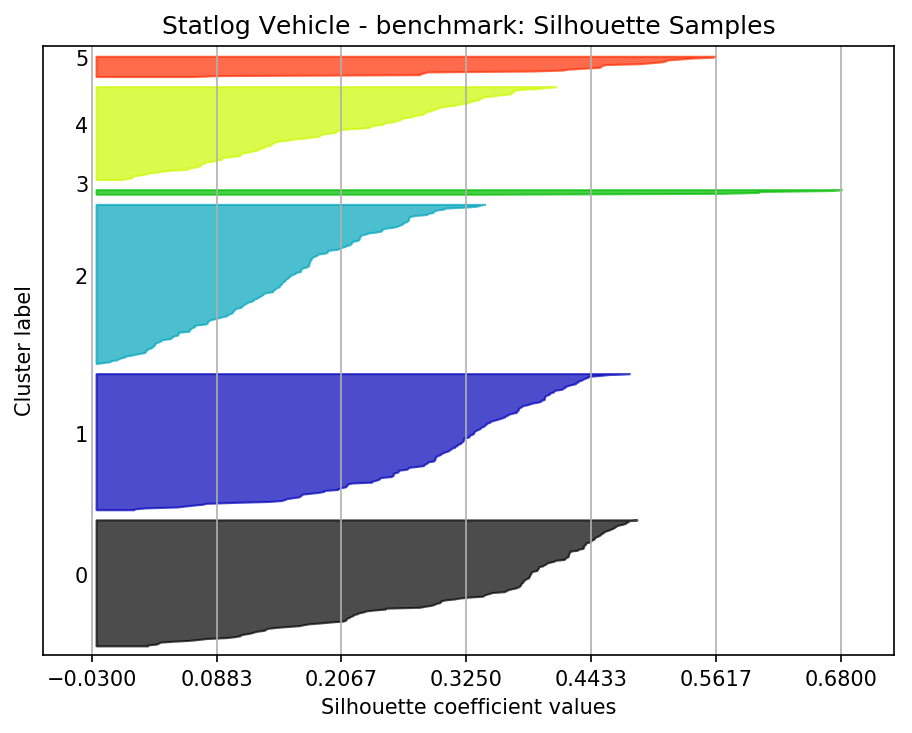 Statlog Vehicle - benchmark: Silhouette Samples
5
4
3
2
1
0
Cluster label
−0.0300 0.0883 0.2067 0.3250 0.4433 0.5617 0.6800
Silhouette coefficient values